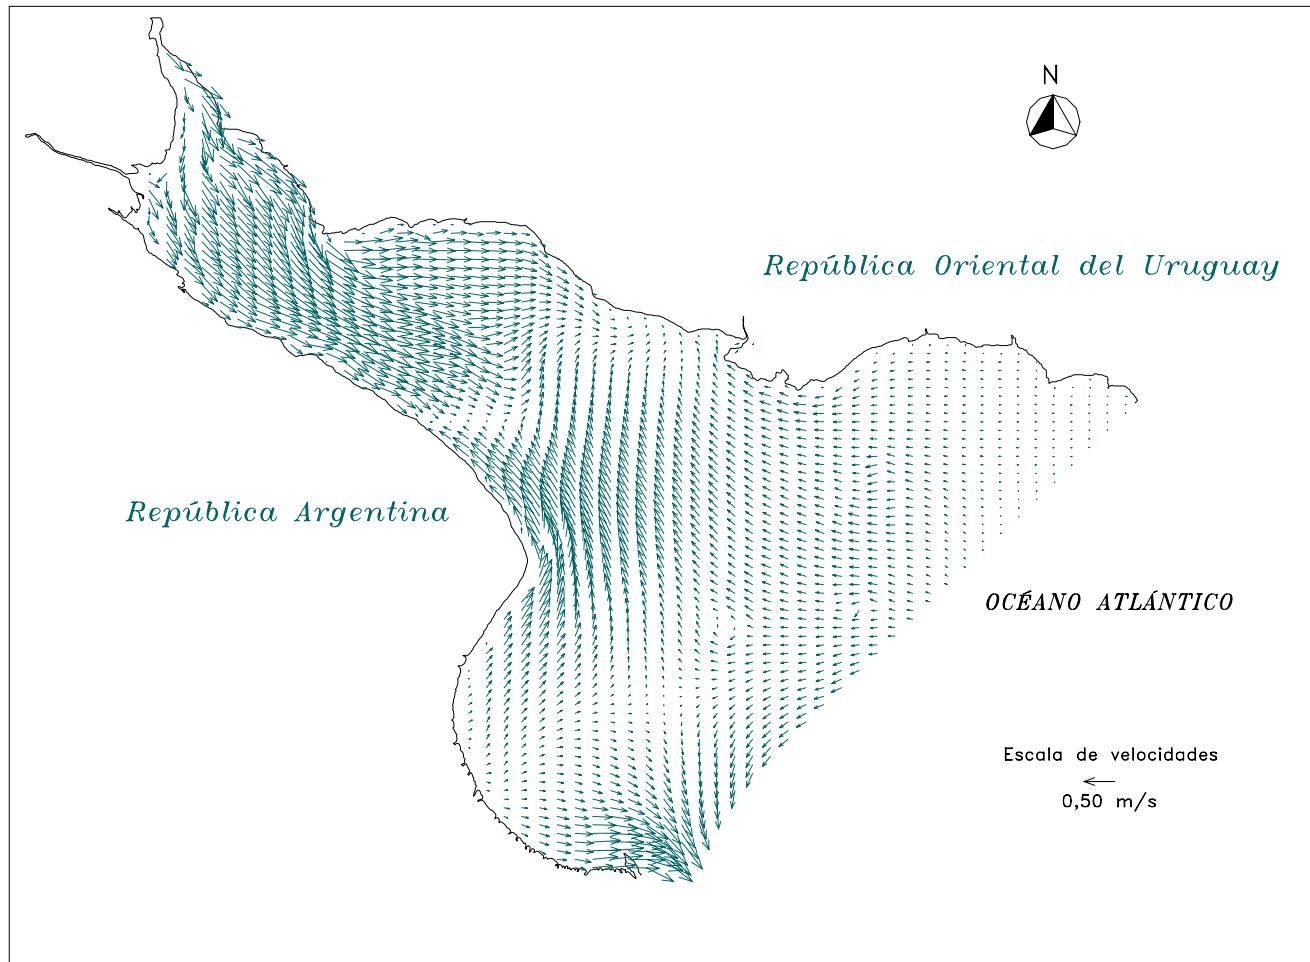 N
República Oriental del Uruguay
República Argentina
OCÉANO ATLÁNTICO
Escala de velocidades
0,50 m/s